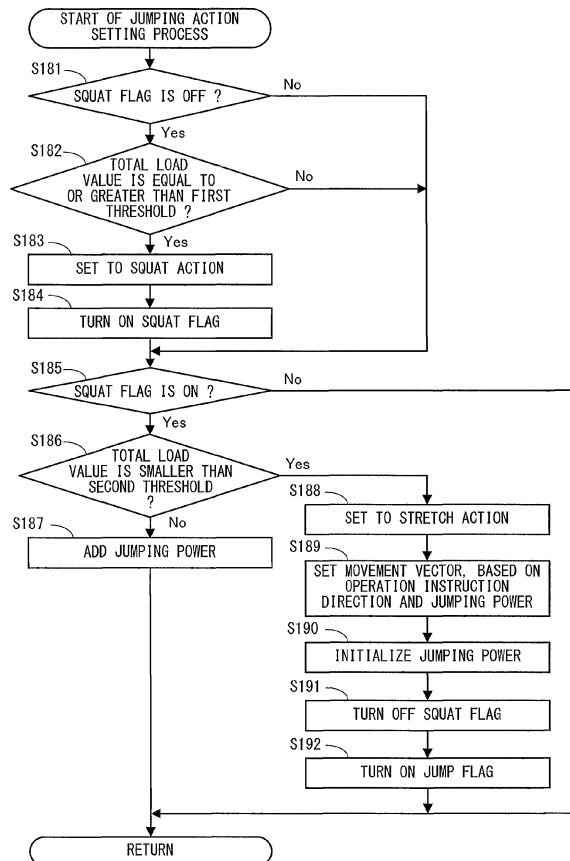 START OF JUMPING ACTION
SETTING PROCESS
S181
SQUAT FLAG IS OFF ?
No
Yes
S182
TOTAL LOAD
VALUE IS EQUAL TO
OR GREATER THAN FIRST
THRESHOLD ?
No
Yes
S183
SET TO SQUAT ACTION
S184
TURN ON SQUAT FLAG
S185
SQUAT FLAG IS ON ?
No
Yes
S186
TOTAL LOAD
VALUE IS SMALLER THAN
SECOND THRESHOLD
?
Yes
No
S187
ADD JUMPING POWER
S188
SET TO STRETCH ACTION
S189
SET MOVEMENT VECTOR, BASED ON
OPERATION INSTRUCTION
DIRECTION AND JUMPING POWER
S190
INITIALIZE JUMPING POWER
S191
TURN OFF SQUAT FLAG
S192
TURN ON JUMP FLAG
RETURN